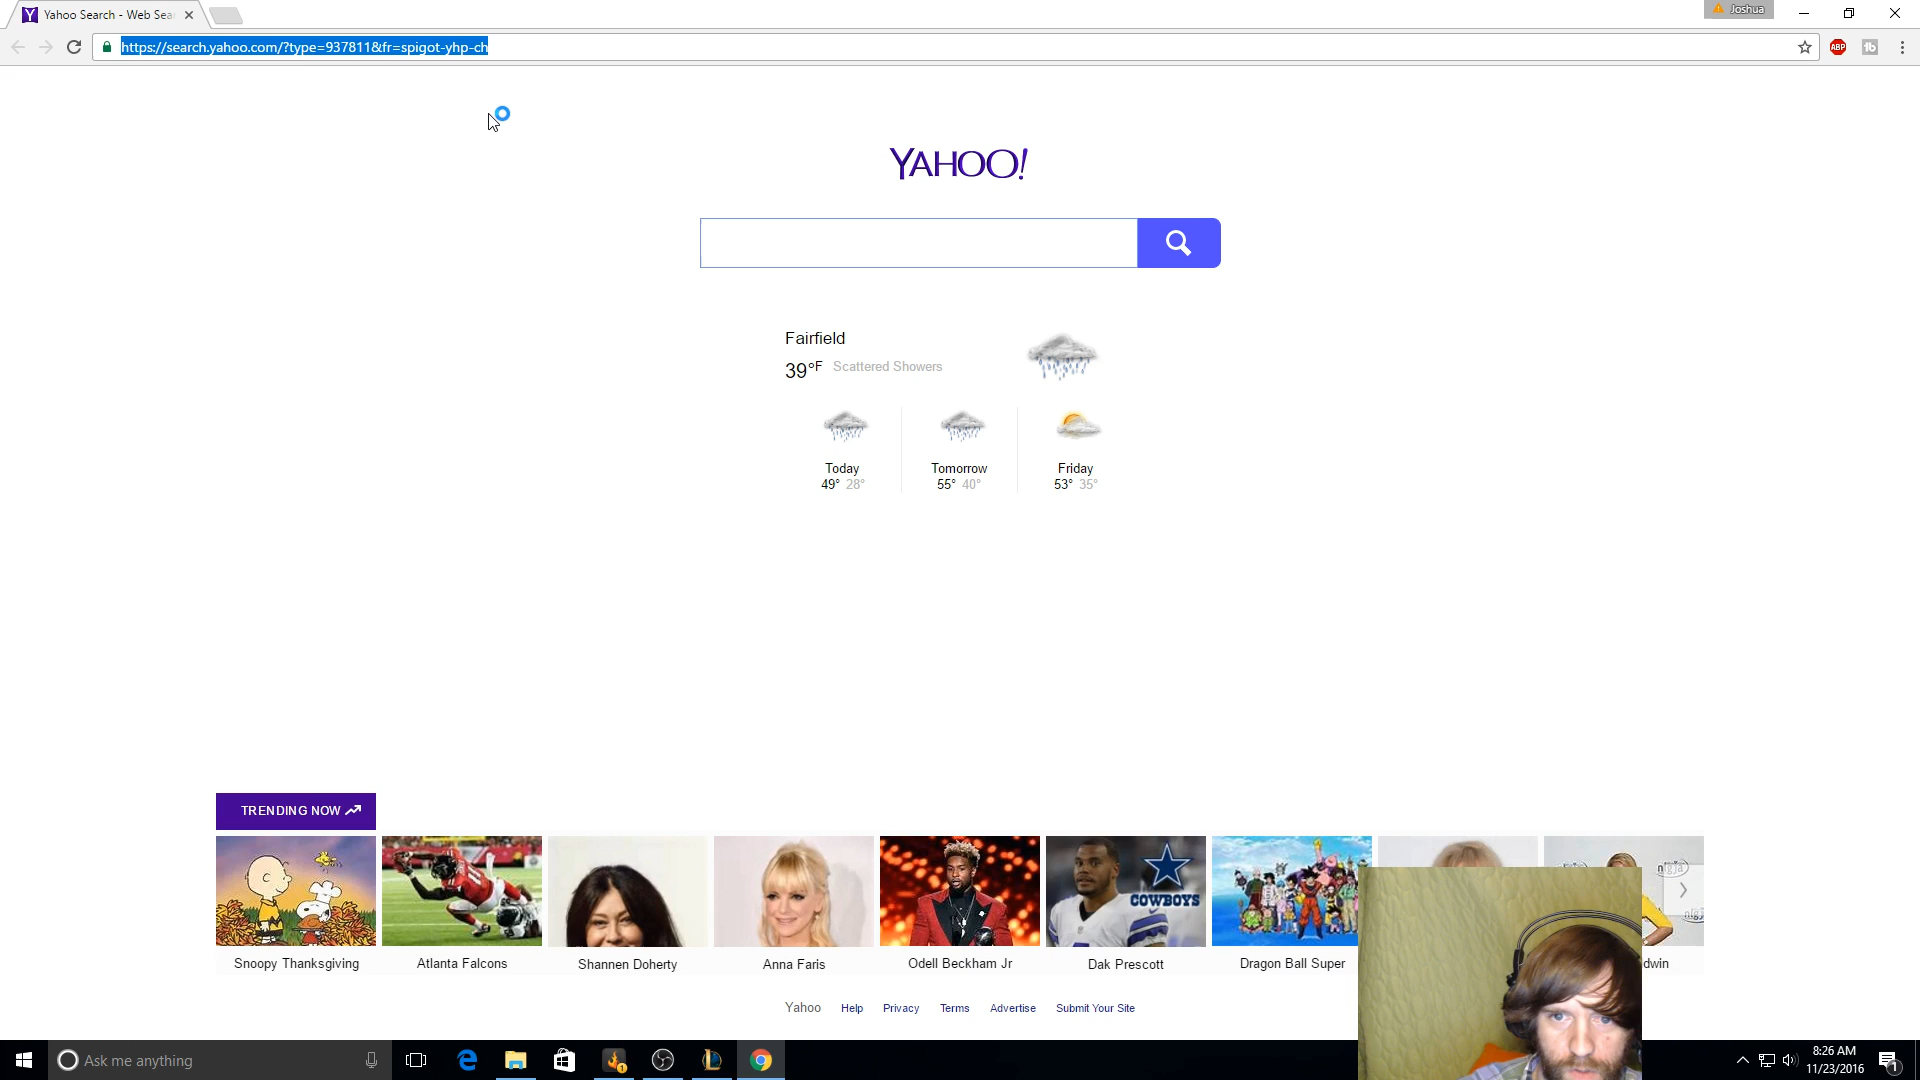 Yahoo Search - Web Sea
Joshua
https://search.yahoo.com/?type=937811&fr=spigot-yhp-ch
ABP
YAHOO!
Fairfield
39°F Scattered Showers
Today
49° 28°
Tomorrow
55° 40°
Friday
53° 35°
TRENDING NOW
COWBOYS
Snoopy Thanksgiving
Atlanta Falcons
Shannen Doherty
Anna Faris
Odell Beckham Jr
Dak Prescott
Dragon Ball Super
dwin
Yahoo Help Privacy Terms Advertise Submit Your Site
Ask me anything
1
8:26 AM
11/23/2016
1